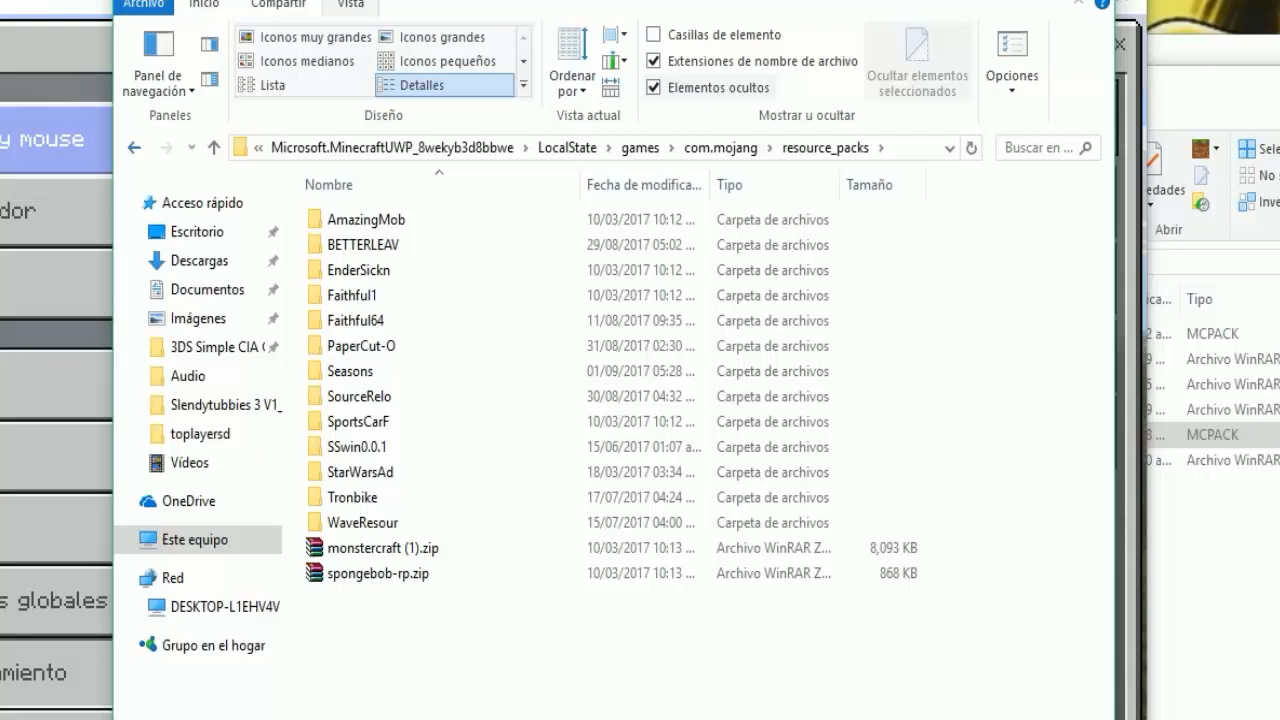 Archivo Inicio Compartir Vista
Panel de navegación
Paneles
Iconos muy grandes Iconos grandes
Iconos medianos Iconos pequeños
Lista Detalles
Diseño
Ordenar por
Vista actual
Casillas de elemento
Extensiones de nombre de archivo
Elementos ocultos
Ocultar elementos seleccionados
Mostrar u ocultar
Opciones
« Microsoft.MinecraftUWP_8wekyb3d8bbwe › LocalState › games › com.mojang › resource_packs ›
Buscar en ...
Nombre Fecha de modifica... Tipo Tamaño
Acceso rápido
Escritorio
Descargas
Documentos
Imágenes
3DS Simple CIA (
Audio
Slendytubbies 3 V1_
toplayersd
Vídeos
OneDrive
Este equipo
Red
DESKTOP-L1EHV4V
Grupo en el hogar
AmazingMob 10/03/2017 10:12 ... Carpeta de archivos
BETTERLEAV 29/08/2017 05:02 ... Carpeta de archivos
EnderSickn 10/03/2017 10:12 ... Carpeta de archivos
Faithful1 10/03/2017 10:12 ... Carpeta de archivos
Faithful64 11/08/2017 09:35 ... Carpeta de archivos
PaperCut-O 31/08/2017 02:30 ... Carpeta de archivos
Seasons 01/09/2017 05:28 ... Carpeta de archivos
SourceRelo 30/08/2017 04:32 ... Carpeta de archivos
SportsCarF 10/03/2017 10:12 ... Carpeta de archivos
SSwin0.0.1 15/06/2017 01:07 a... Carpeta de archivos
StarWarsAd 18/03/2017 03:34 ... Carpeta de archivos
Tronbike 17/07/2017 04:24 ... Carpeta de archivos
WaveResour 15/07/2017 04:00 ... Carpeta de archivos
monstercraft (1).zip 10/03/2017 10:13 ... Archivo WinRAR Z... 8,093 KB
spongebob-rp.zip 10/03/2017 10:13 ... Archivo WinRAR Z... 868 KB
y mouse
dor
s globales
miento
edades
Sele
No s
Inve
Abrir
ca... Tipo
2 a... MCPACK
9 ... Archivo WinRAR
5 ... Archivo WinRAR
9 ... Archivo WinRAR
8 ... MCPACK
0 a... Archivo WinRAR